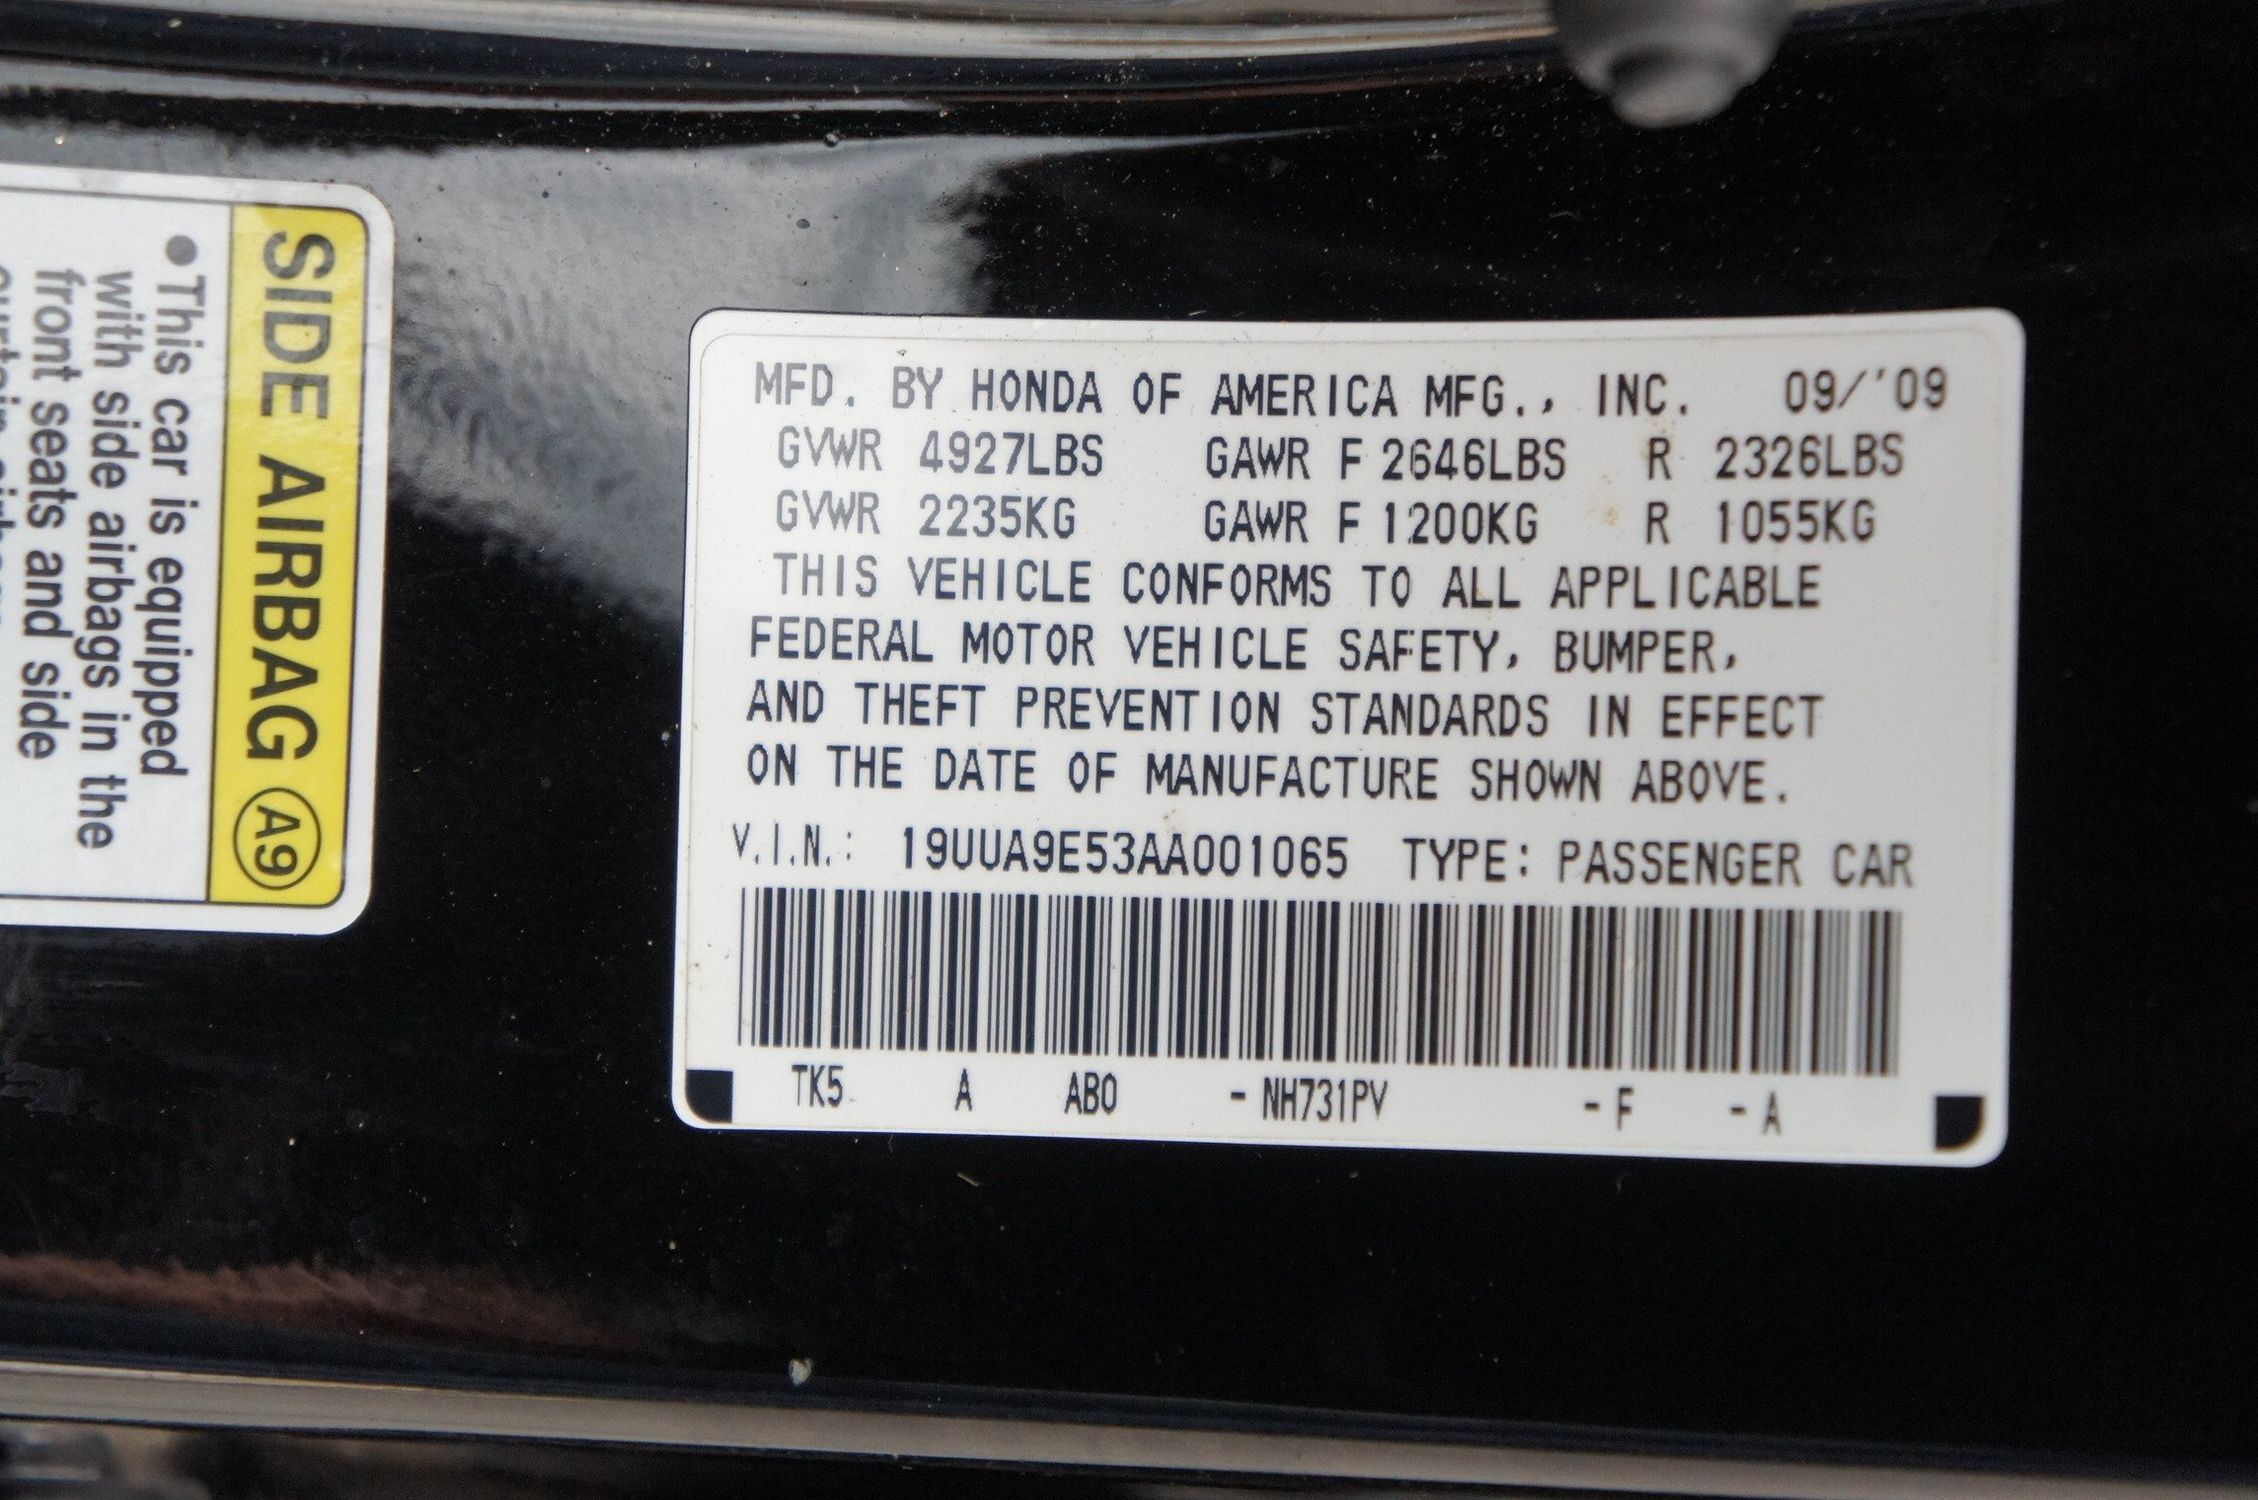 SIDE AIRBAG A9
●This car is equipped
with side airbags in the
front seats and side
MFD. BY HONDA OF AMERICA MFG., INC. 09/'09
GVWR 4927LBS GAWR F 2646LBS R 2326LBS
GVWR 2235KG GAWR F 1200KG R 1055KG
THIS VEHICLE CONFORMS TO ALL APPLICABLE
FEDERAL MOTOR VEHICLE SAFETY, BUMPER,
AND THEFT PREVENTION STANDARDS IN EFFECT
ON THE DATE OF MANUFACTURE SHOWN ABOVE.
V.I.N.: 19UUA9E53AA001065 TYPE: PASSENGER CAR
TK5 A AB0 - NH731PV - F - A